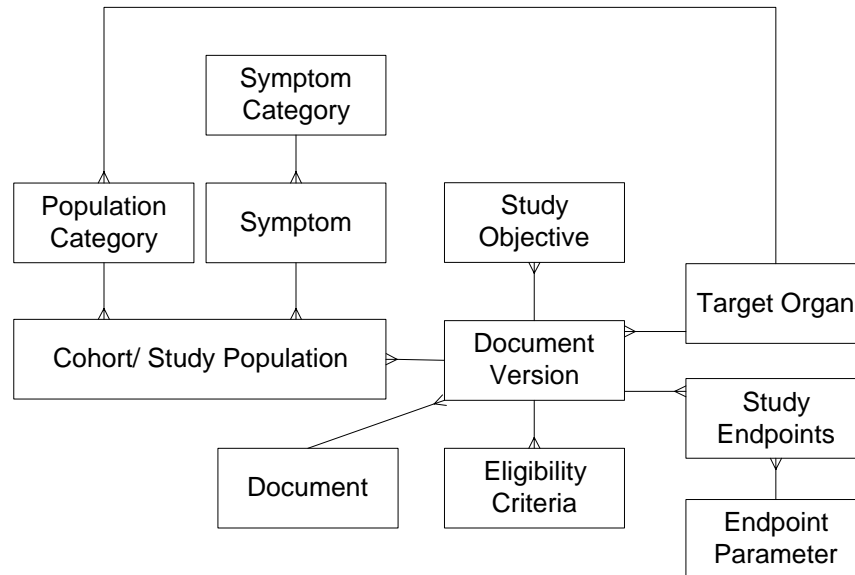 Symptom
Category
Population
Category
Symptom
Study
Objective
Target Organ
Cohort/ Study Population
Document
Version
Study
Endpoints
Document
Eligibility
Criteria
Endpoint
Parameter